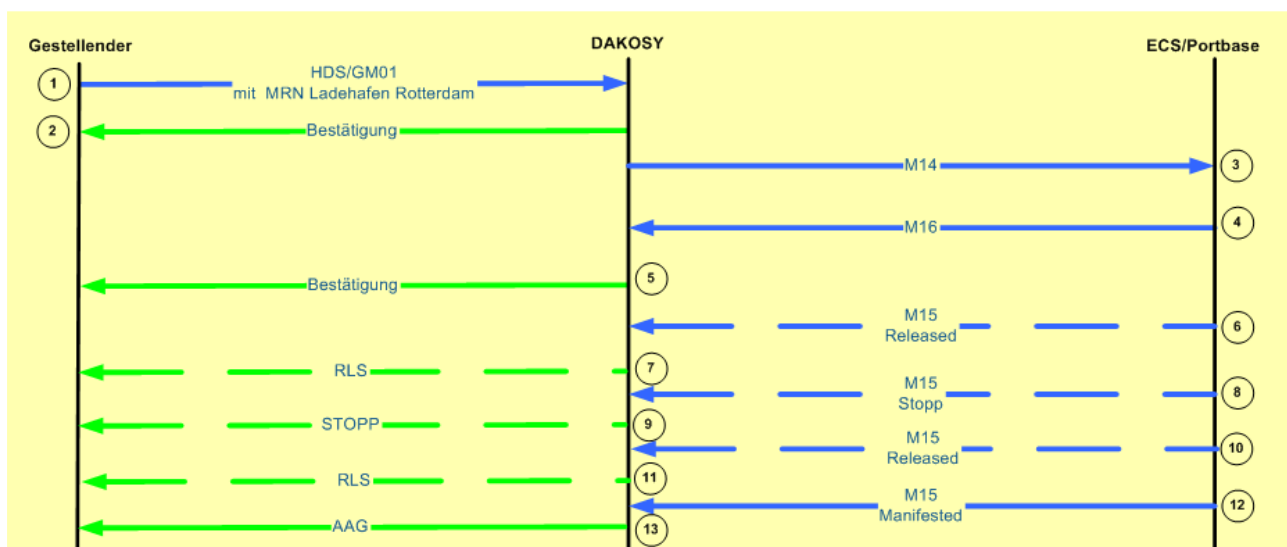 Gestellender
DAKOSY
ECS/Portbase
1
HDS/GM01
mit MRN Ladehafen Rotterdam
2
Bestätigung
M14
3
M16
4
Bestätigung
5
M15
Released
6
RLS
7
M15
Stopp
8
STOPP
9
M15
Released
10
RLS
11
M15
Manifested
12
AAG
13